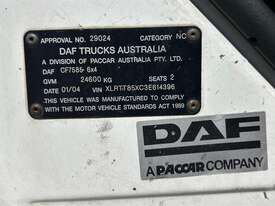 APPROVAL NO. 29024 CATEGORY NC
DAF TRUCKS AUSTRALIA
A DIVISION OF PACCAR AUSTRALIA PTY. LTD.
DAF CF7585 6x4
GVM 24600 KG SEATS 2
DATE 01/04 VIN XLRTT85XC3E614396
THIS VEHICLE WAS MANUFACTURED TO COMPLY
WITH THE MOTOR VEHICLE STANDARDS ACT 1989
DAF
A PACCAR COMPANY